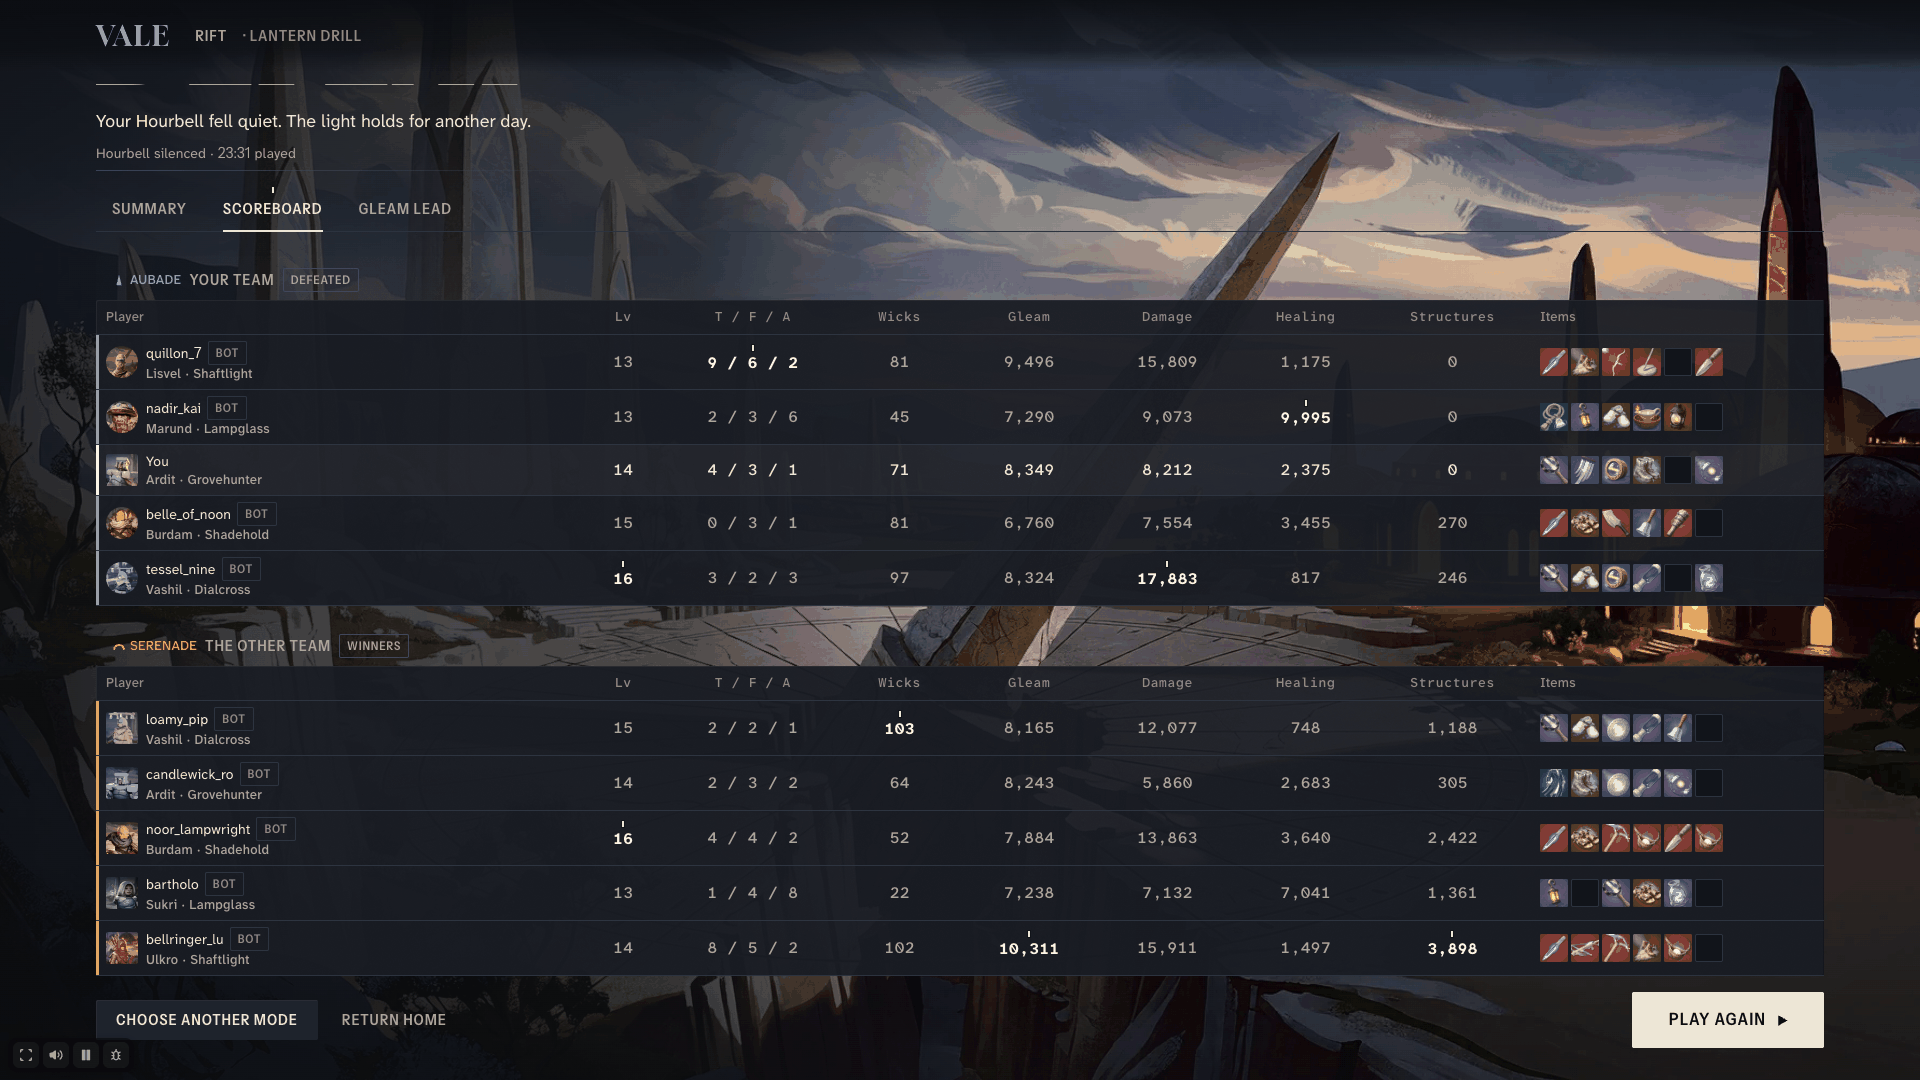 VALE RIFT · LANTERN DRILL
Your Hourbell fell quiet. The light holds for another day.
Hourbell silenced · 23:31 played
SUMMARY SCOREBOARD GLEAM LEAD
AUBADE YOUR TEAM DEFEATED
Player Lv T / F / A Wicks Gleam Damage Healing Structures Items
quillon_7 BOT
Lisvel · Shaftlight
13 9 / 6 / 2 81 9,496 15,809 1,175 0
nadir_kai BOT
Marund · Lampglass
13 2 / 3 / 6 45 7,290 9,073 9,995 0
You
Ardit · Grovehunter
14 4 / 3 / 1 71 8,349 8,212 2,375 0
belle_of_noon BOT
Burdam · Shadehold
15 0 / 3 / 1 81 6,760 7,554 3,455 270
tessel_nine BOT
Vashil · Dialcross
16 3 / 2 / 3 97 8,324 17,883 817 246
SERENADE THE OTHER TEAM WINNERS
Player Lv T / F / A Wicks Gleam Damage Healing Structures Items
loamy_pip BOT
Vashil · Dialcross
15 2 / 2 / 1 103 8,165 12,077 748 1,188
candlewick_ro BOT
Ardit · Grovehunter
14 2 / 3 / 2 64 8,243 5,860 2,683 305
noor_lampwright BOT
Burdam · Shadehold
16 4 / 4 / 2 52 7,884 13,863 3,640 2,422
bartholo BOT
Sukri · Lampglass
13 1 / 4 / 8 22 7,238 7,132 7,041 1,361
bellringer_lu BOT
Ulkro · Shaftlight
14 8 / 5 / 2 102 10,311 15,911 1,497 3,898
CHOOSE ANOTHER MODE RETURN HOME PLAY AGAIN